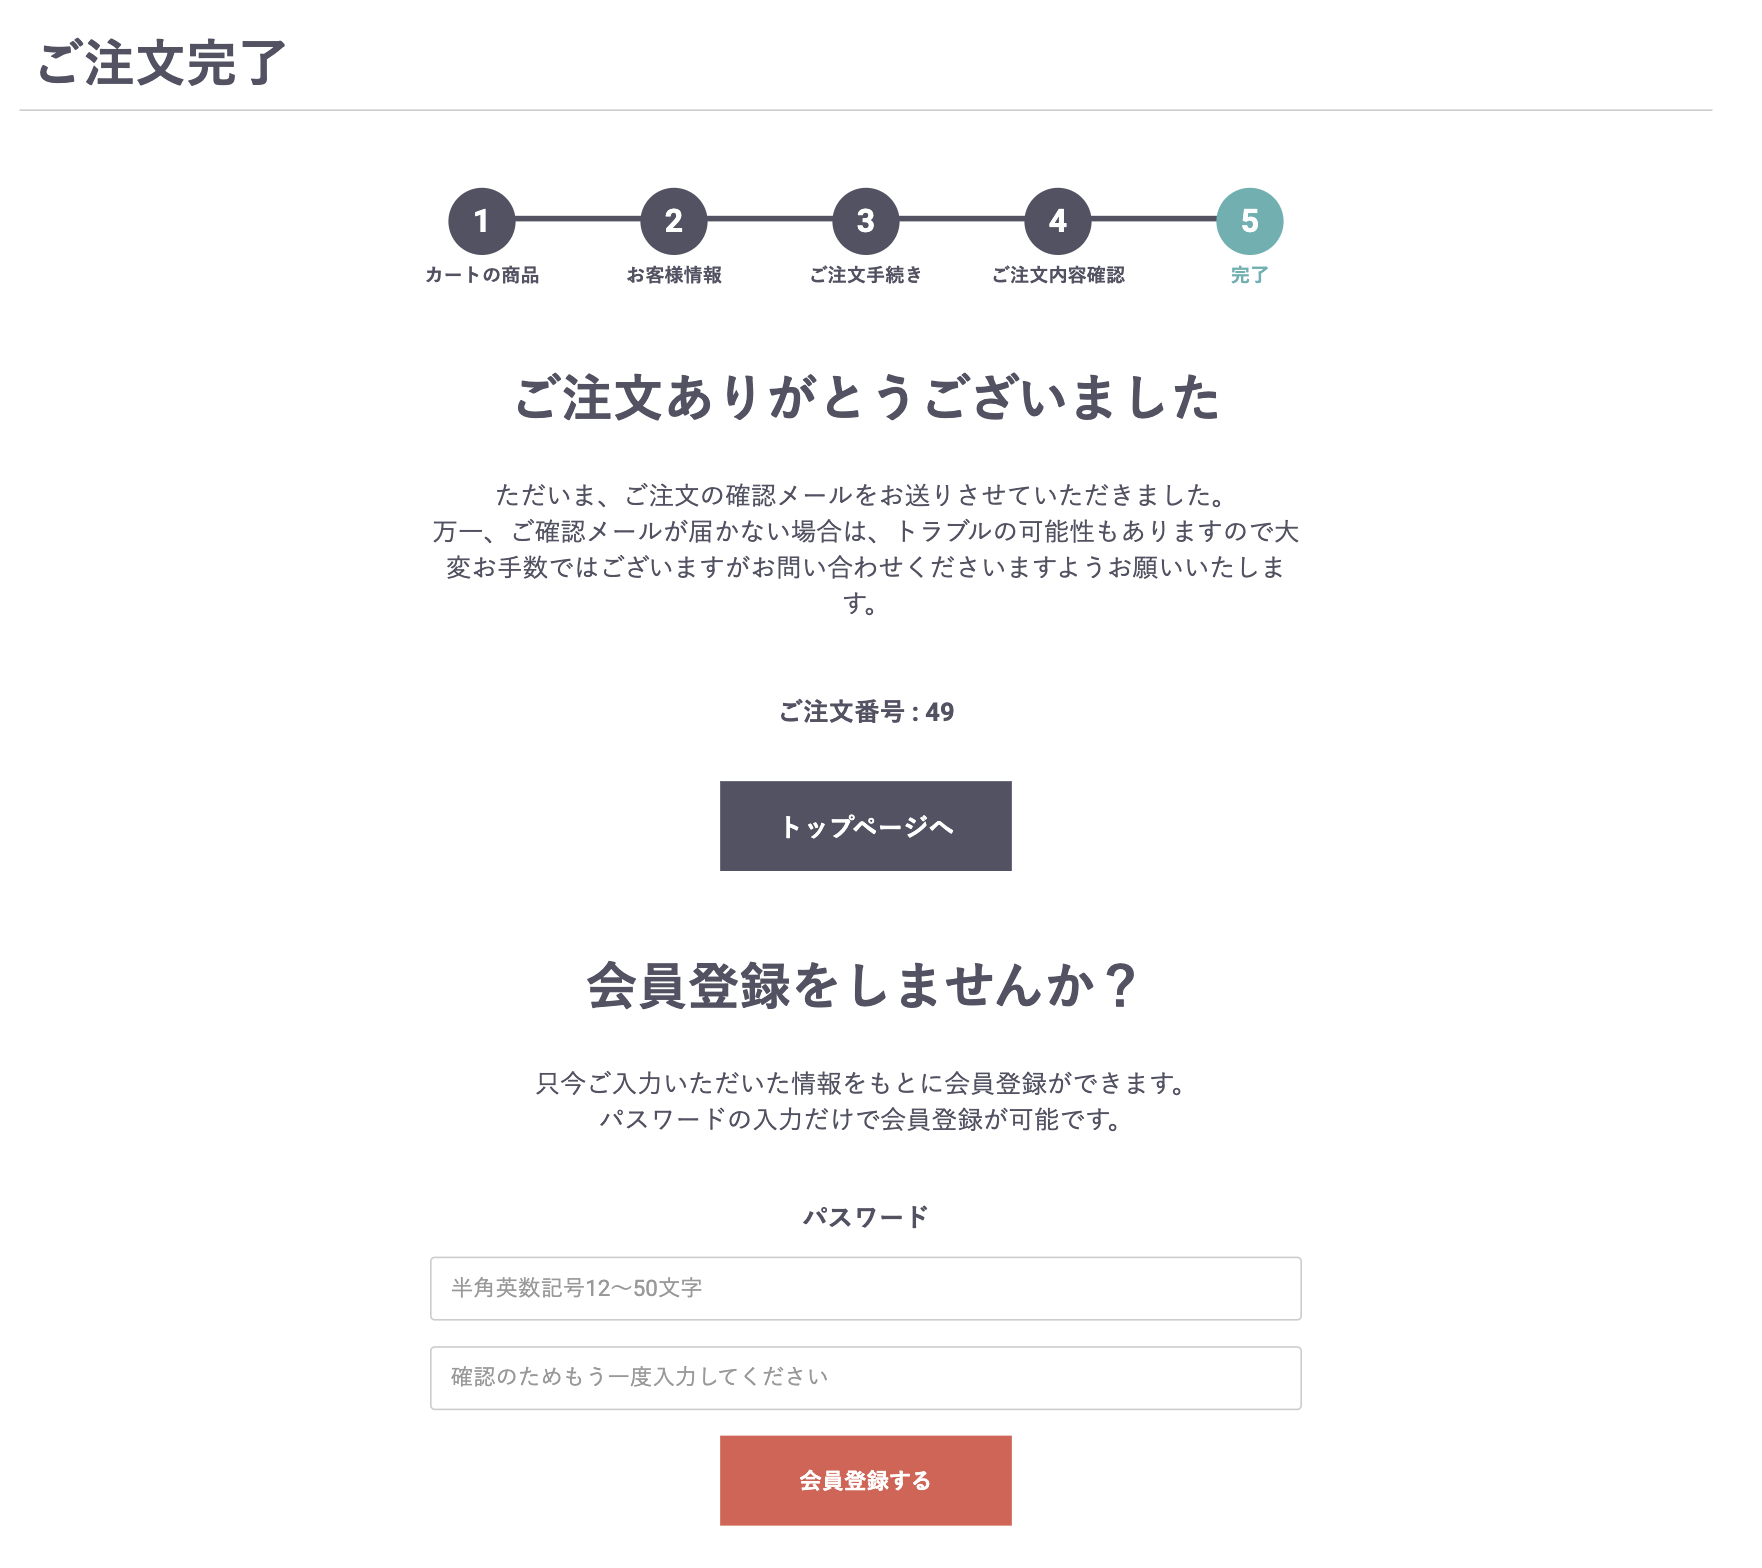 ご注文完了
1
2
3
4
5
カートの商品
お客様情報
ご注文手続き
ご注文内容確認
完了
ご注文ありがとうございました
ただいま、ご注文の確認メールをお送りさせていただきました。
万一、ご確認メールが届かない場合は、トラブルの可能性もありますので大
変お手数ではございますがお問い合わせくださいますようお願いいたしま
す。
ご注文番号 : 49
トップページへ
会員登録をしませんか？
只今ご入力いただいた情報をもとに会員登録ができます。
パスワードの入力だけで会員登録が可能です。
パスワード
半角英数記号12〜50文字
確認のためもう一度入力してください
会員登録する